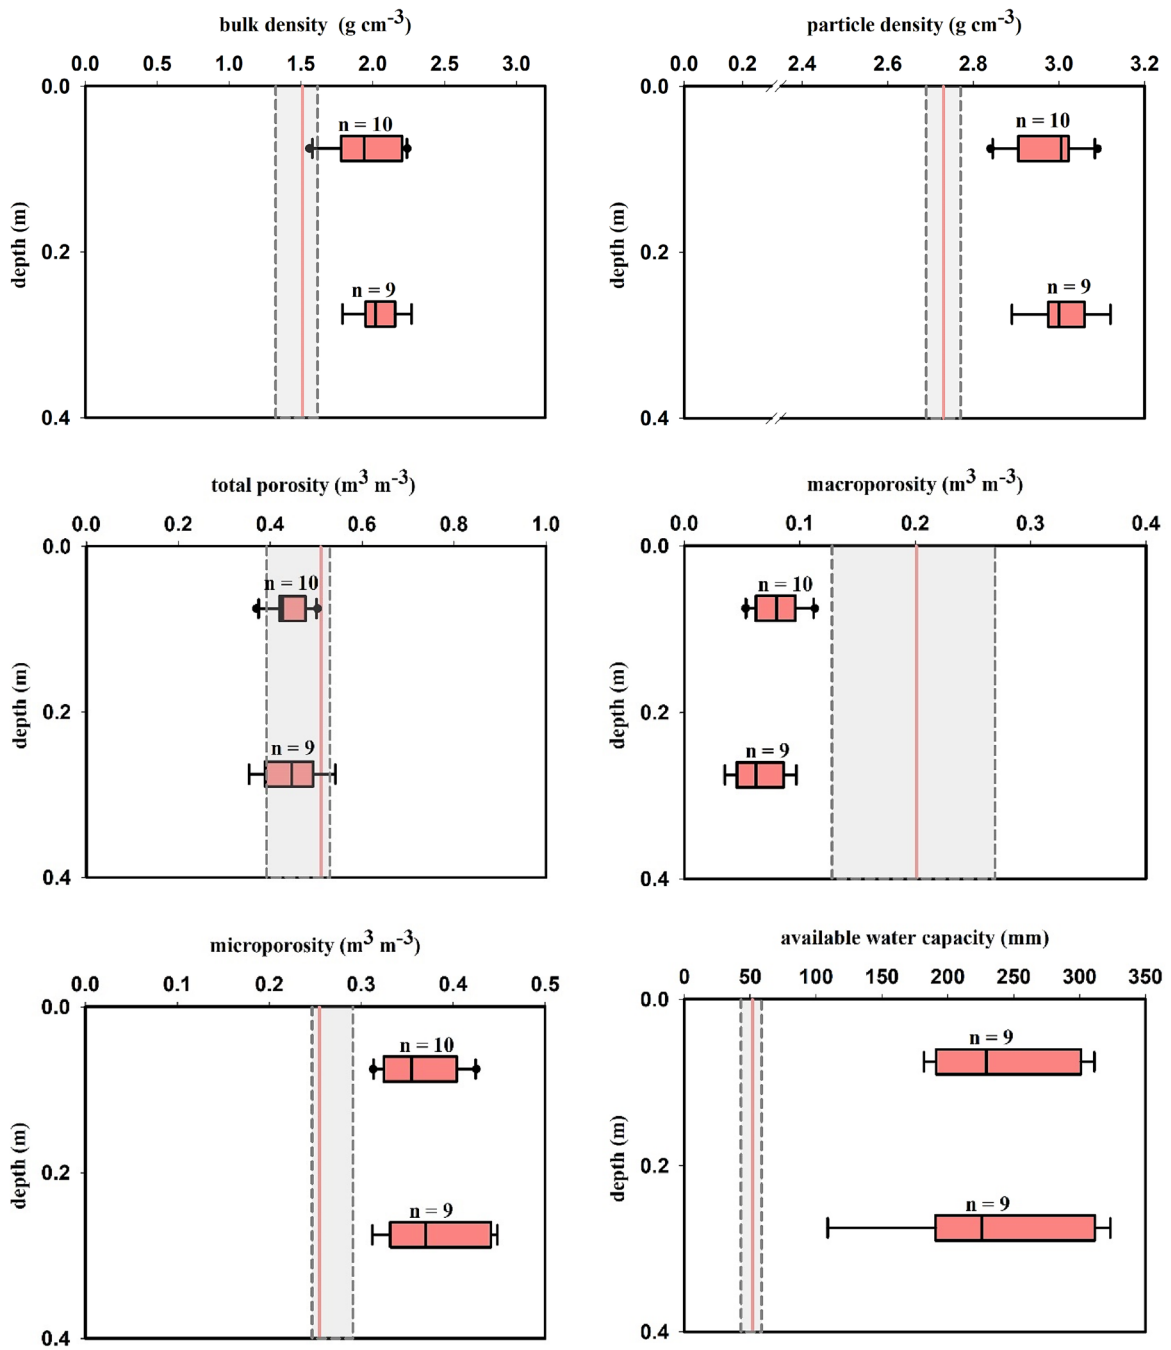 bulk density (g cm-3)
0.0 0.5 1.0 1.5 2.0 2.5 3.0
0.0
n = 10
depth (m)
0.2
n = 9
0.4
particle density (g cm-3)
0.0 0.2 2.4 2.6 2.8 3.0 3.2
0.0
n = 10
depth (m)
0.2
n = 9
0.4
total porosity (m3 m-3)
0.0 0.2 0.4 0.6 0.8 1.0
0.0
n = 10
depth (m)
0.2
n = 9
0.4
macroporosity (m3 m-3)
0.0 0.1 0.2 0.3 0.4
0.0
n = 10
depth (m)
0.2
n = 9
0.4
microporosity (m3 m-3)
0.0 0.1 0.2 0.3 0.4 0.5
0.0
n = 10
depth (m)
0.2
n = 9
0.4
available water capacity (mm)
0 50 100 150 200 250 300 350
0.0
n = 9
depth (m)
0.2
n = 9
0.4